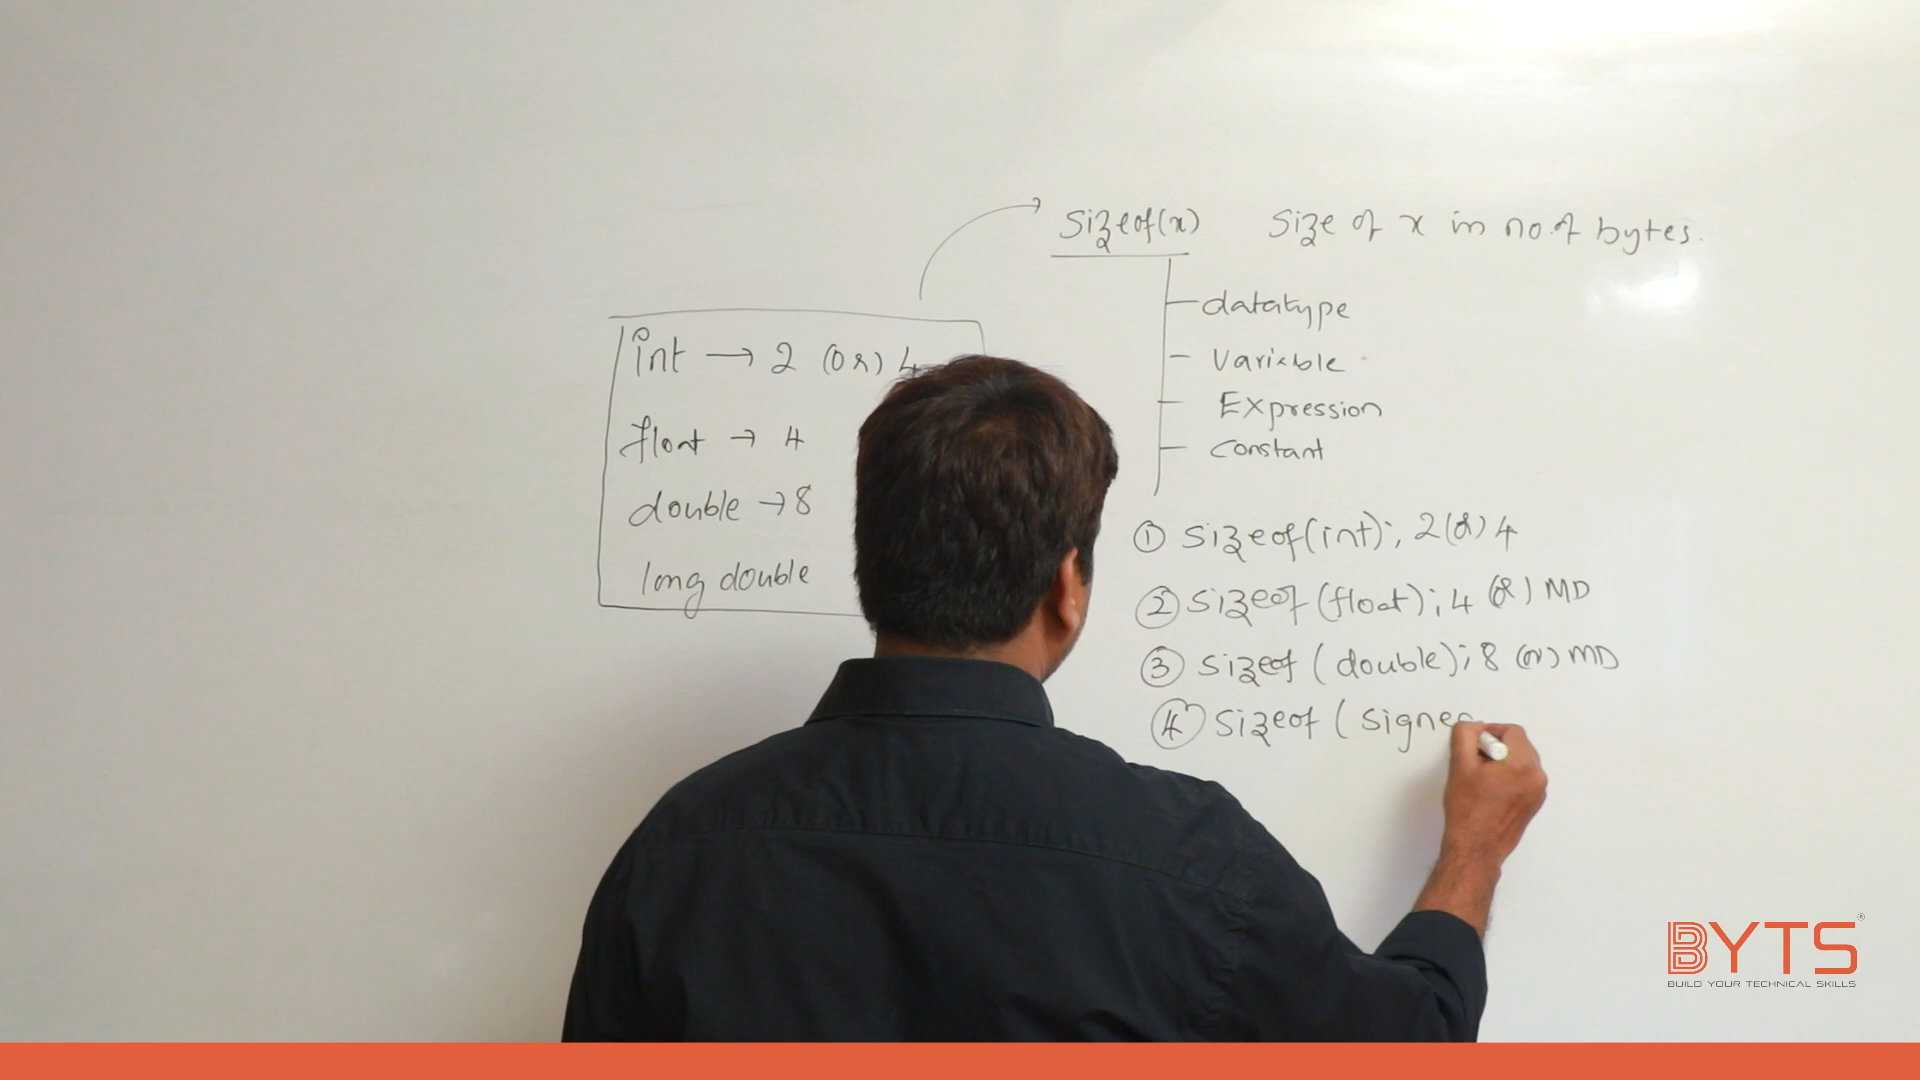 sizeof(x) Size of x in no.of bytes.
datatype
Variable
Expression
Constant
int → 2 (or) 4
float → 4
double → 8
long double
① sizeof(int); 2(or) 4
② sizeof(float); 4 (or) MD
③ sizeof(double); 8 (or) MD
④ sizeof(signe
BYTS®
BUILD YOUR TECHNICAL SKILLS